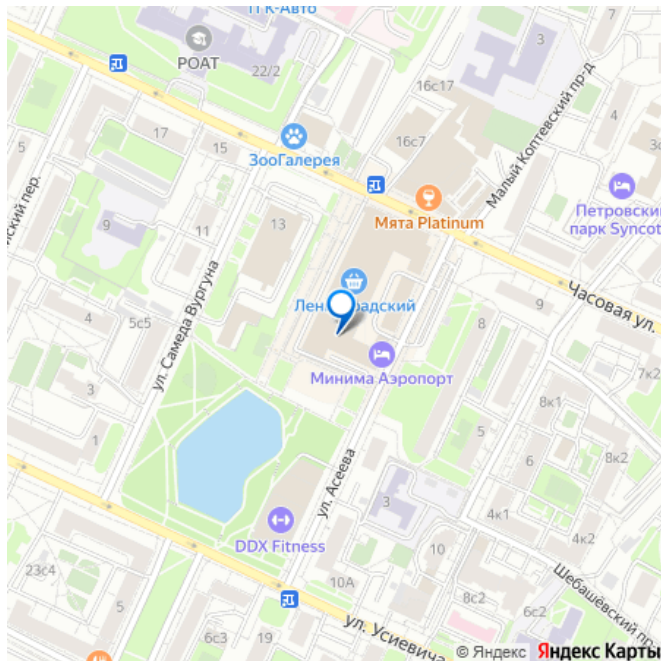 ПК-Авто
РОАТ
22/2
3
16с17
4
Малый Коптевский пр-д
5
17
15
16с7
ЗооГалерея
Мята Platinum
Петровский
парк Syncot
9
11
13
Ленинградский
Часовая ул.
ул. Самеда Вургуна
4
5с5
9
8
Минима Аэропорт
7к2
3
8к1
5
8к2
1
ул. Асеева
3
4к1
4к2
DDX Fitness
10
23с4
5
10А
Шебашёвский пр
8с2
6с2
6с3
19
ул. Усиевича
© Яндекс Яндекс Карты